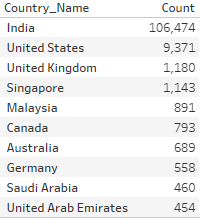 Country_Name Count
India 106,474
United States 9,371
United Kingdom 1,180
Singapore 1,143
Malaysia 891
Canada 793
Australia 689
Germany 558
Saudi Arabia 460
United Arab Emirates 454